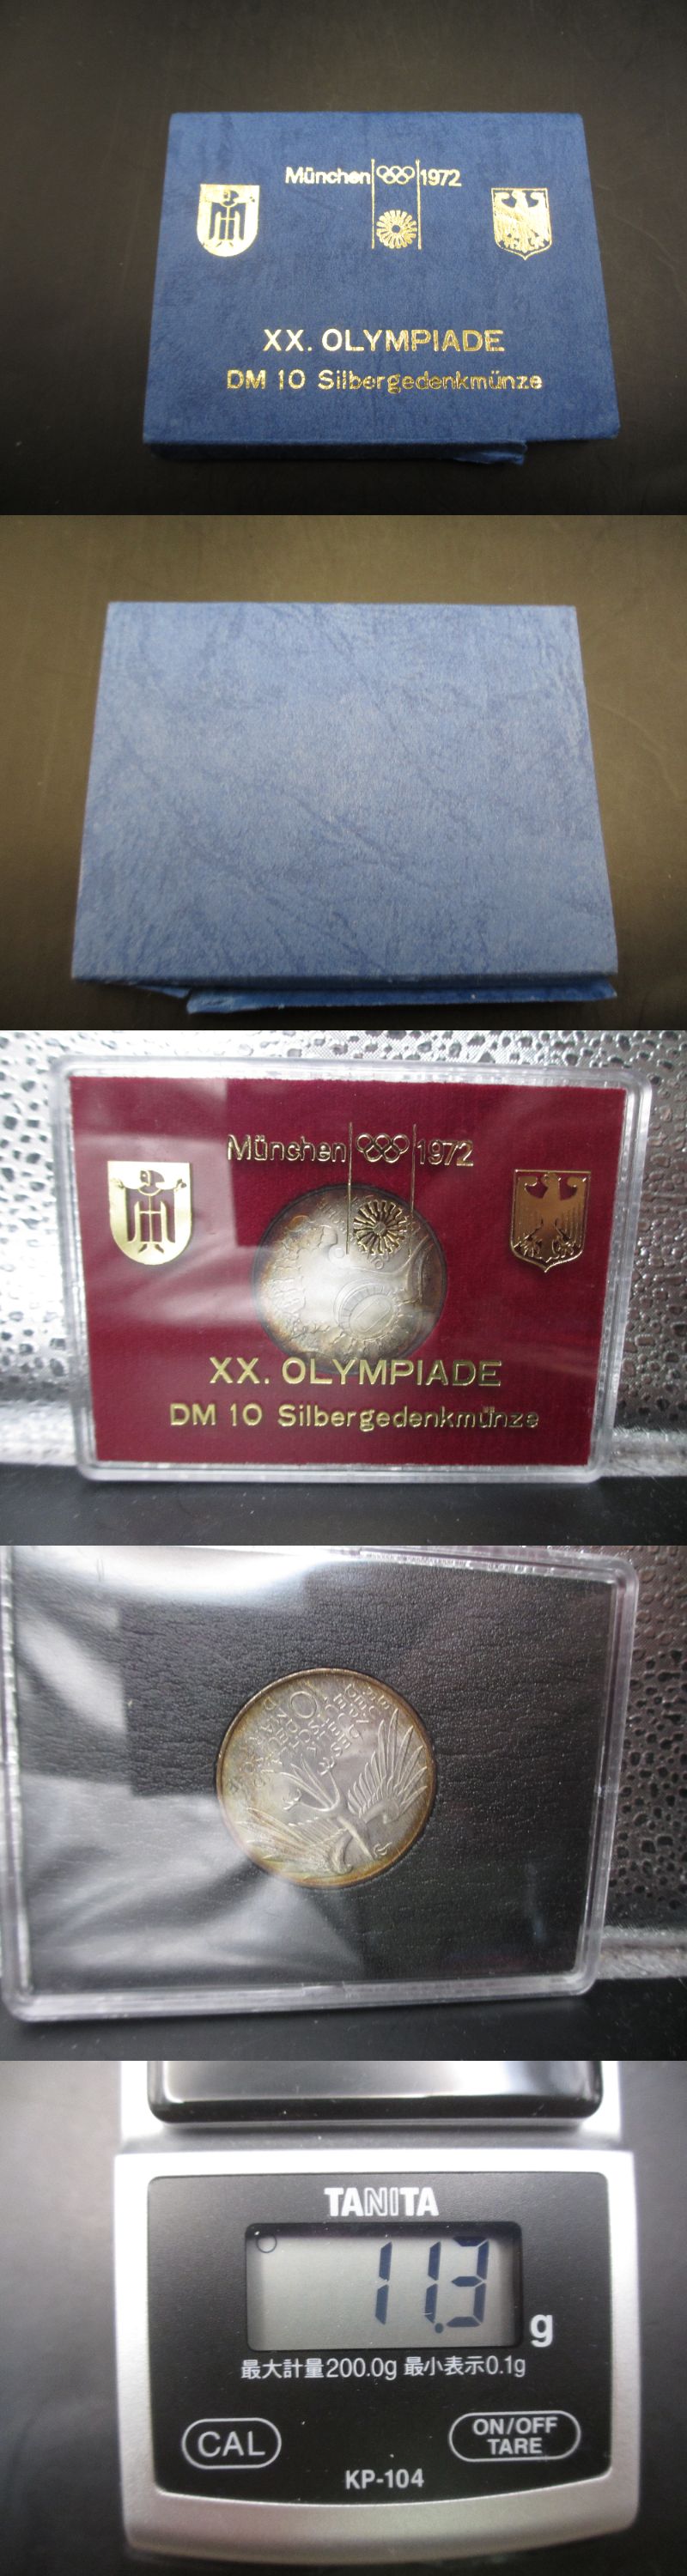 München 1972
XX. OLYMPIADE
DM 10 Silbergedenkmünze
München 1972
XX. OLYMPIADE
DM 10 Silbergedenkmünze
TANITA
11.3 g
最大計量200.0g 最小表示0.1g
CAL
ON/OFF
TARE
KP-104